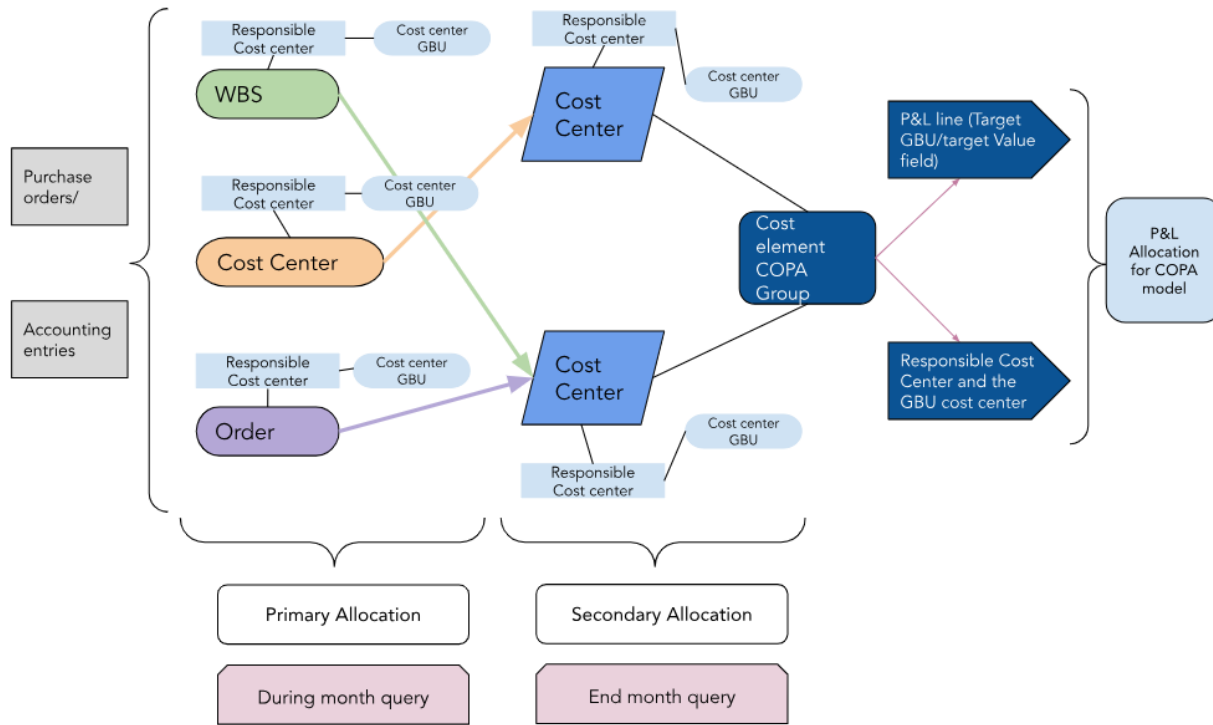 Responsible
Cost center
Cost center
GBU
WBS
Responsible
Cost center
Cost center
GBU
Cost
Center
P&L line (Target
GBU/target Value
field)
Purchase
orders/
Responsible
Cost center
Cost center
GBU
Cost Center
Cost
element
COPA
Group
P&L
Allocation
for COPA
model
Accounting
entries
Responsible
Cost center
Cost center
GBU
Order
Cost
Center
Cost center
GBU
Responsible
Cost center
Responsible Cost
Center and the
GBU cost center
Primary Allocation
Secondary Allocation
During month query
End month query